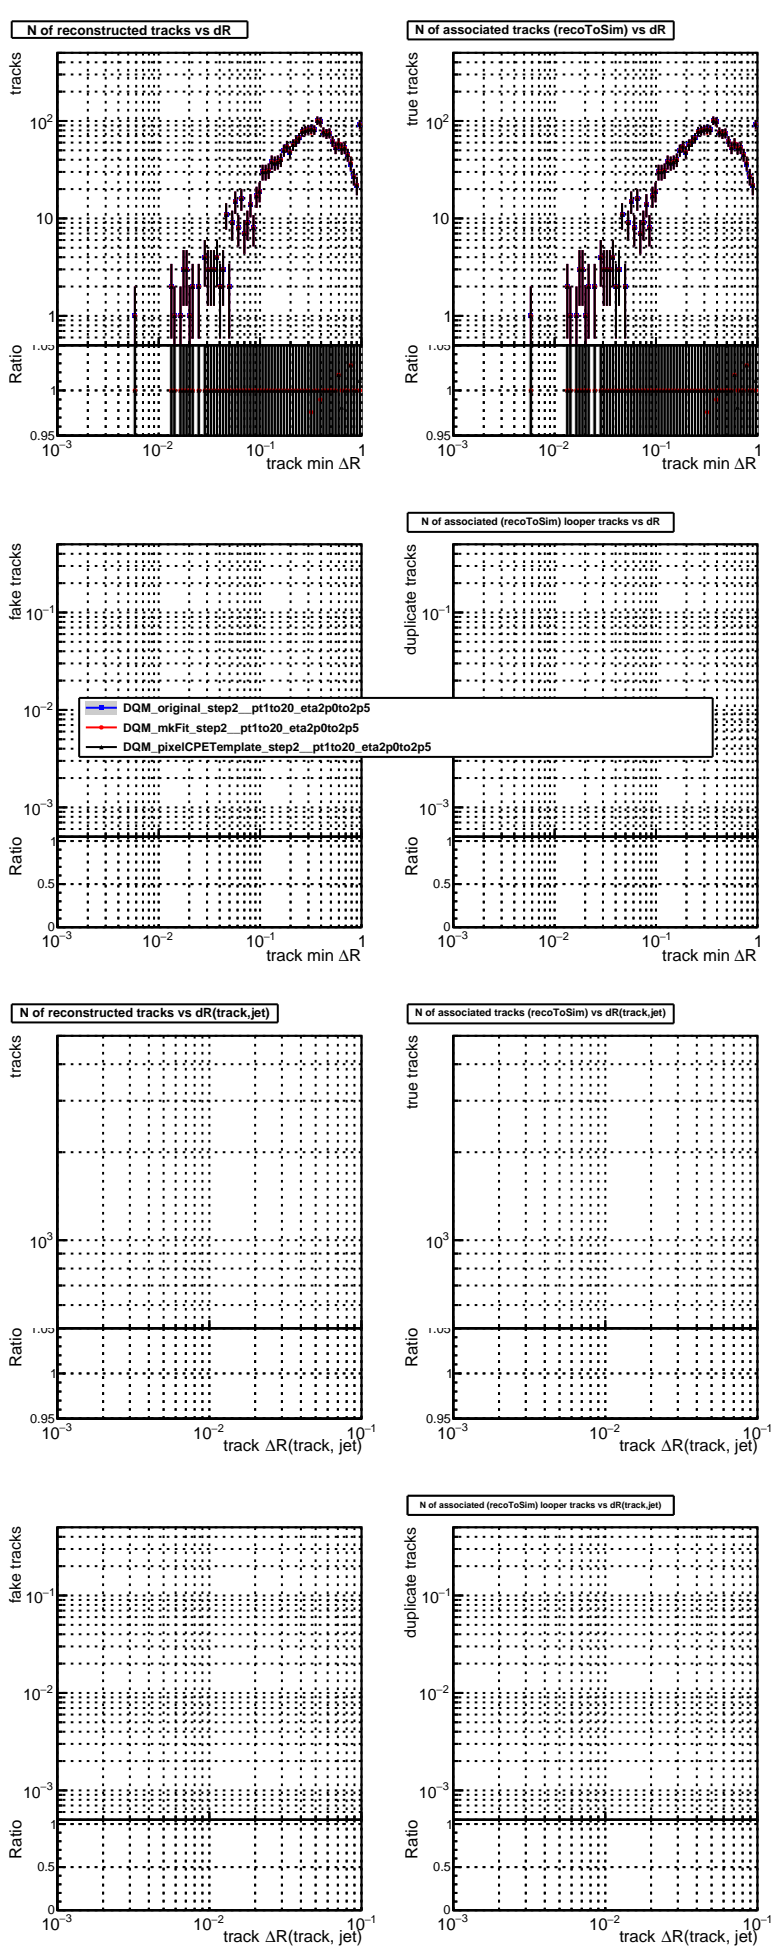 N of reconstructed tracks vs dR
N of associated tracks (recoToSim) vs dR
tracks
10²
10
1
Ratio
1.05
1
0.95
10⁻³
10⁻²
10⁻¹
1
track min ΔR
true tracks
10²
10
1
Ratio
1.05
1
0.95
10⁻³
10⁻²
10⁻¹
1
track min ΔR
N of associated (recoToSim) looper tracks vs dR
fake tracks
10⁻¹
10⁻²
10⁻³
Ratio
1
0.5
0
10⁻³
10⁻²
10⁻¹
1
track min ΔR
duplicate tracks
10⁻¹
10⁻³
Ratio
1
0.5
0
10⁻³
10⁻²
10⁻¹
1
track min ΔR
DQM_original_step2__pt1to20_eta2p0to2p5
DQM_mkFit_step2__pt1to20_eta2p0to2p5
DQM_pixelCPETemplate_step2__pt1to20_eta2p0to2p5
N of reconstructed tracks vs dR(track,jet)
N of associated tracks (recoToSim) vs dR(track,jet)
tracks
10³
Ratio
1.05
1
0.95
10⁻³
10⁻²
10⁻¹
track ΔR(track, jet)
true tracks
10³
Ratio
1.05
1
0.95
10⁻³
10⁻²
10⁻¹
track ΔR(track, jet)
N of associated (recoToSim) looper tracks vs dR(track,jet)
fake tracks
10⁻¹
10⁻²
10⁻³
Ratio
1
0.5
0
10⁻³
10⁻²
10⁻¹
track ΔR(track, jet)
duplicate tracks
10⁻¹
10⁻²
10⁻³
Ratio
1
0.5
0
10⁻³
10⁻²
10⁻¹
track ΔR(track, jet)